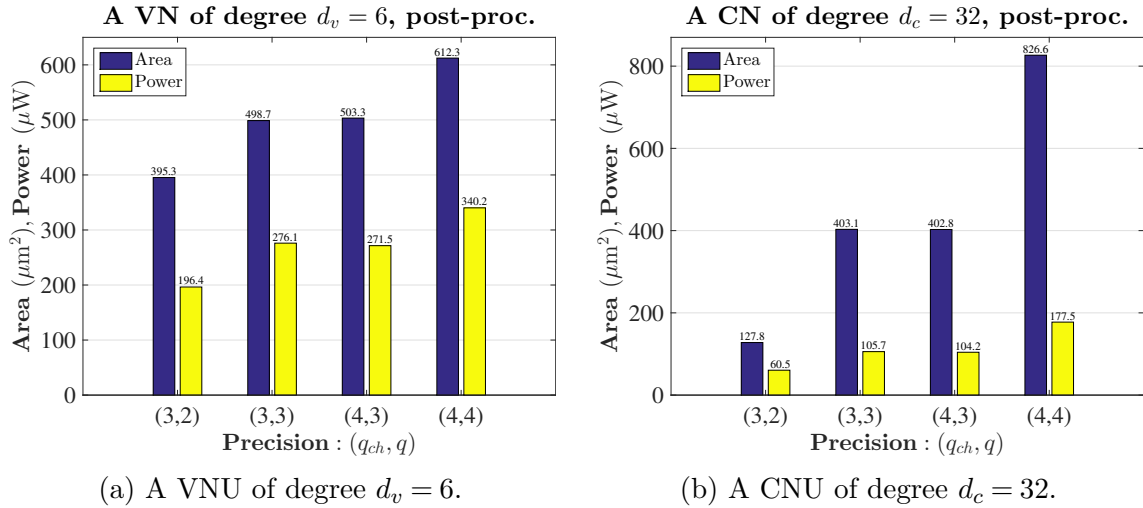 A VN of degree d_v = 6, post-proc.
Area (μm²), Power (μW)
600
500
400
300
200
100
0
Area
Power
395.3
196.4
498.7
276.1
503.3
271.5
612.3
340.2
(3,2) (3,3) (4,3) (4,4)
Precision : (q_ch, q)
(a) A VNU of degree d_v = 6.
A CN of degree d_c = 32, post-proc.
Area (μm²), Power (μW)
800
600
400
200
0
Area
Power
127.8
60.5
403.1
105.7
402.8
104.2
826.6
177.5
(3,2) (3,3) (4,3) (4,4)
Precision : (q_ch, q)
(b) A CNU of degree d_c = 32.